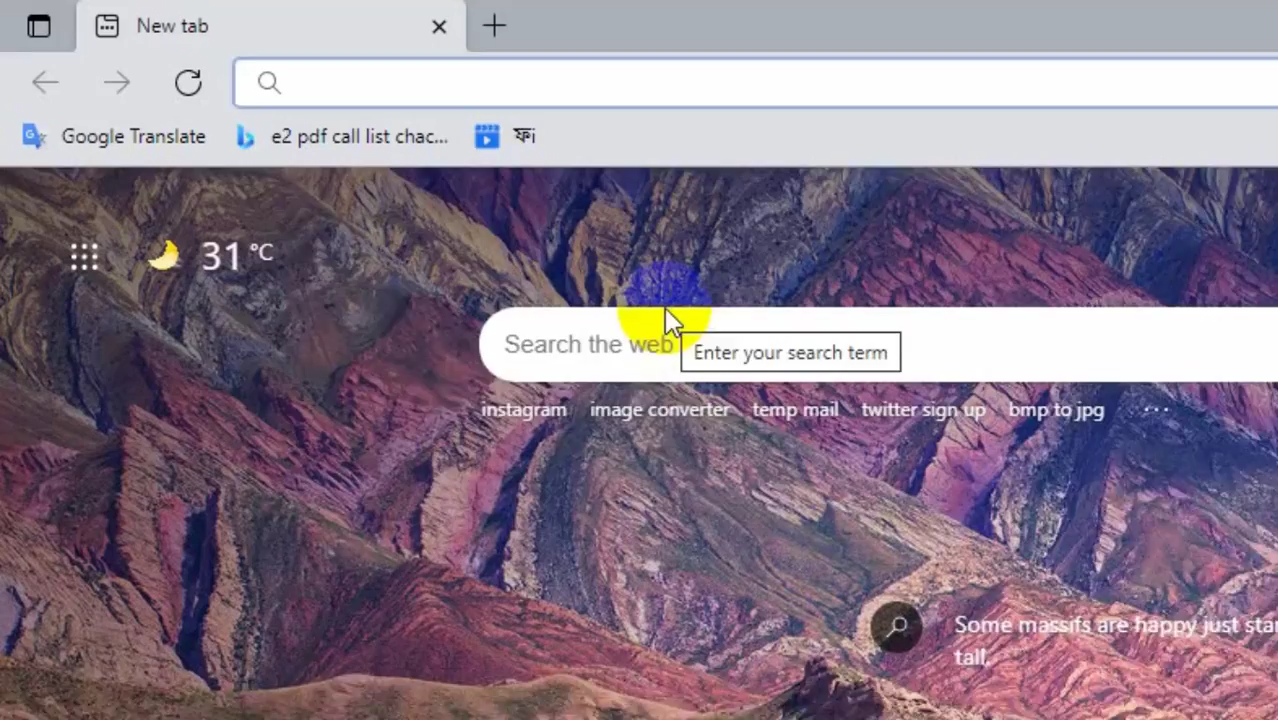 New tab
Google Translate
e2 pdf call list chac...
ফাঁ
31 °C
Search the web
Enter your search term
instagram image converter temp mail twitter sign up bmp to jpg ...
Some massifs are happy just
tall.